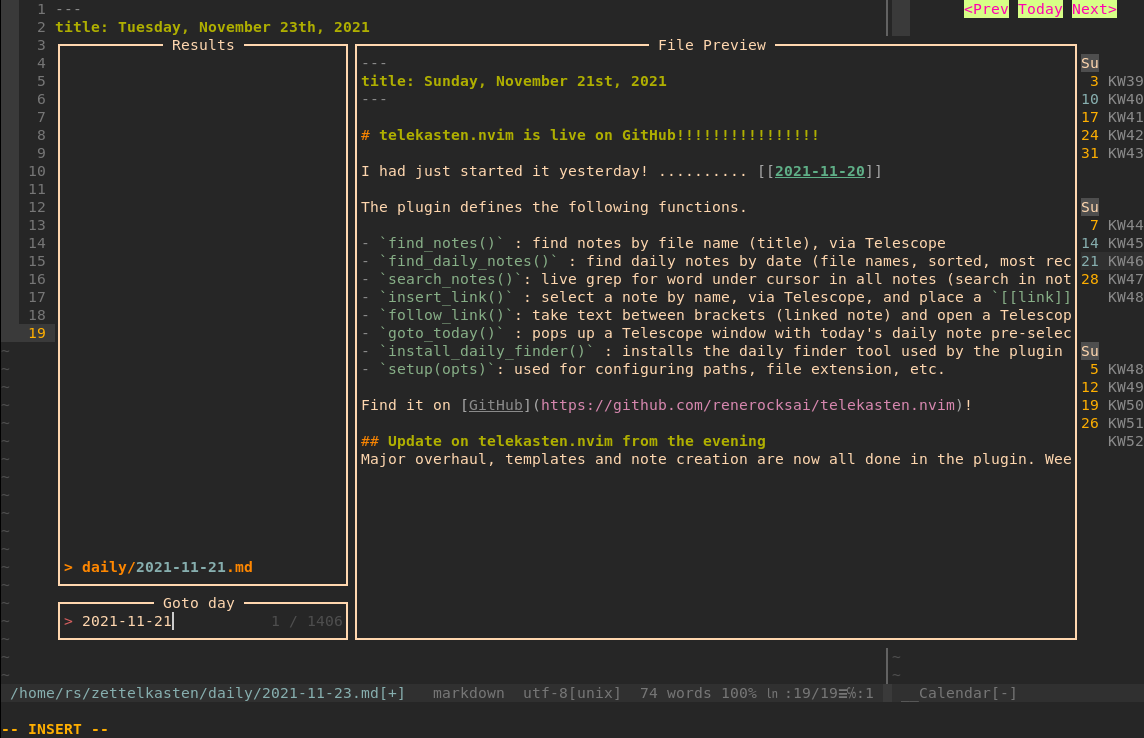 <Prev Today Next>
1 ---
2 title: Tuesday, November 23th, 2021
3
4
5
6
7
8
9
10
11
12
13
14
15
16
17
18
19
Results
> daily/2021-11-21.md
Goto day
> 2021-11-21 1 / 1406
File Preview
---
title: Sunday, November 21st, 2021
---
# telekasten.nvim is live on GitHub!!!!!!!!!!!!!!!!
I had just started it yesterday! .......... [[2021-11-20]]
The plugin defines the following functions.
- `find_notes()` : find notes by file name (title), via Telescope
- `find_daily_notes()` : find daily notes by date (file names, sorted, most rec
- `search_notes()`: live grep for word under cursor in all notes (search in not
- `insert_link()` : select a note by name, via Telescope, and place a `[[link]]
- `follow_link()`: take text between brackets (linked note) and open a Telescop
- `goto_today()` : pops up a Telescope window with today's daily note pre-selec
- `install_daily_finder()` : installs the daily finder tool used by the plugin
- `setup(opts)`: used for configuring paths, file extension, etc.
Find it on [GitHub](https://github.com/renerocksai/telekasten.nvim)!
## Update on telekasten.nvim from the evening
Major overhaul, templates and note creation are now all done in the plugin. Wee
Su
3 KW39
10 KW40
17 KW41
24 KW42
31 KW43
Su
7 KW44
14 KW45
21 KW46
28 KW47
KW48
Su
5 KW48
12 KW49
19 KW50
26 KW51
KW52
/home/rs/zettelkasten/daily/2021-11-23.md[+] markdown utf-8[unix] 74 words 100% ㏑:19/19≡℅:1 __Calendar[-]
-- INSERT --